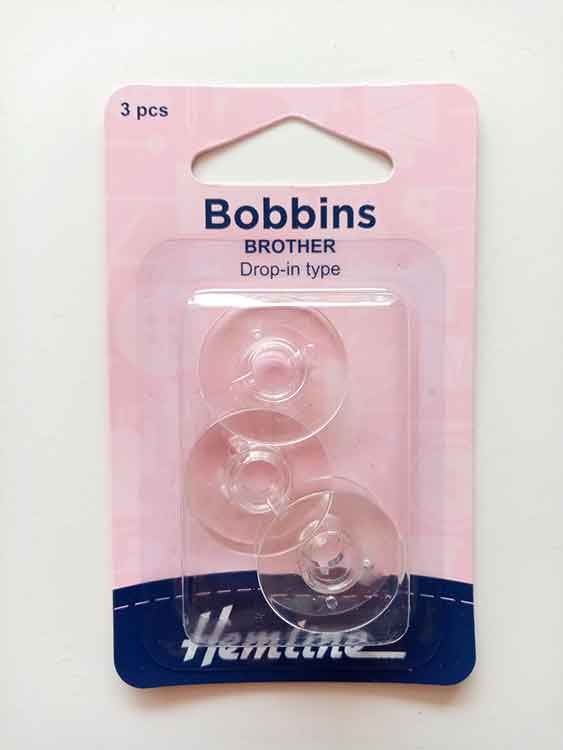 3 pcs
Bobbins
BROTHER
Drop-in type
Hemline